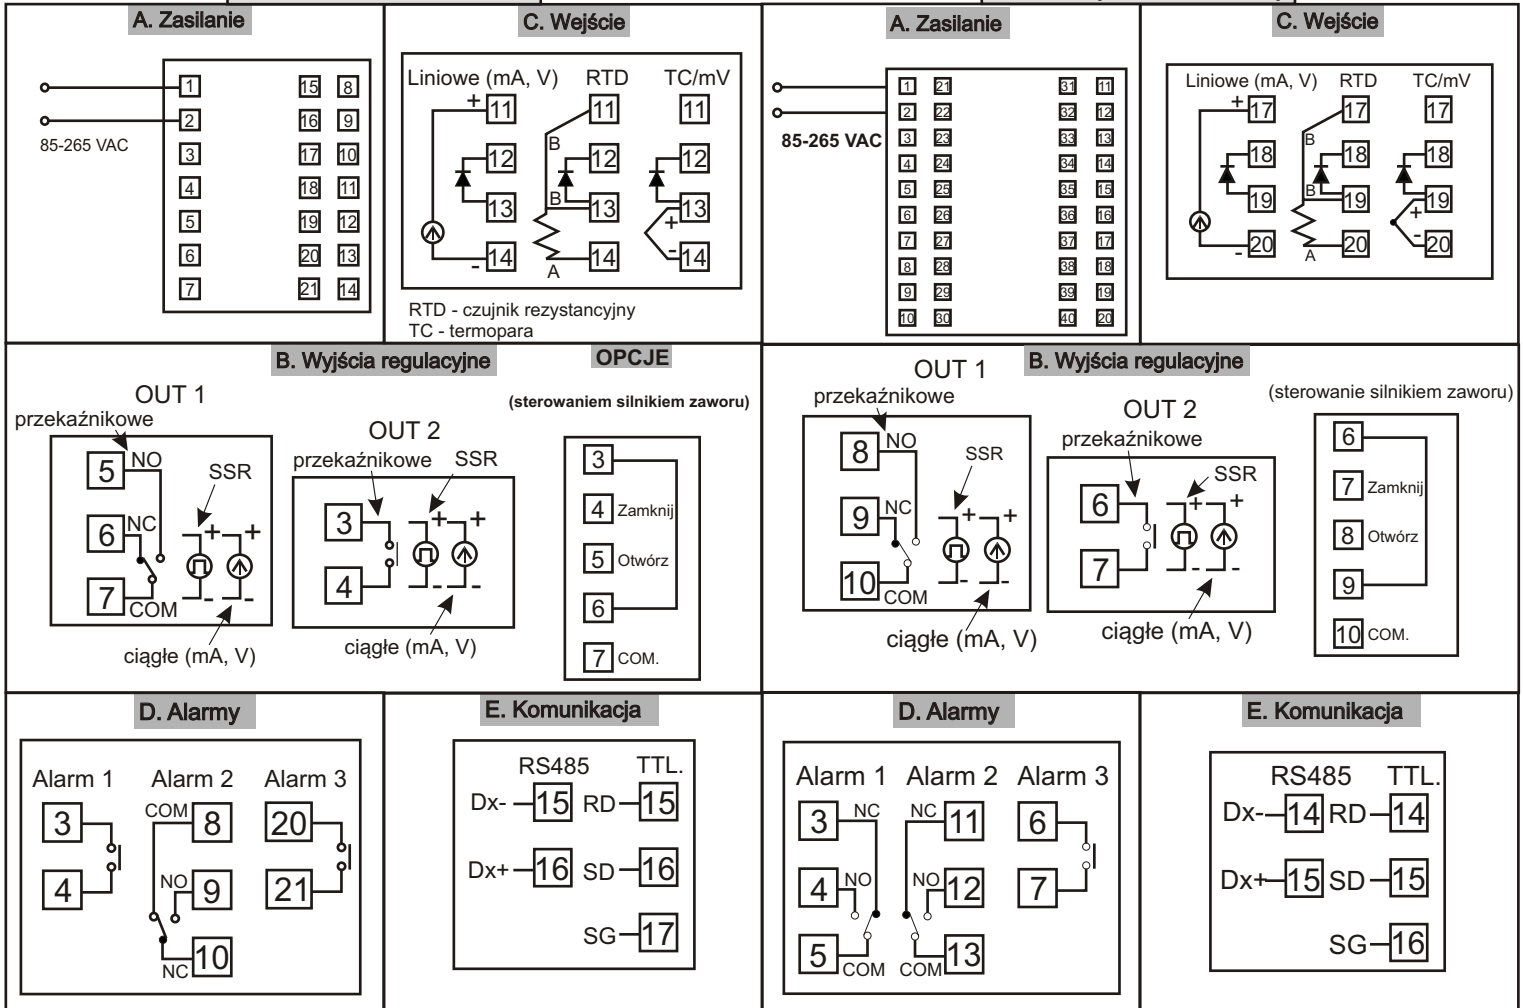 A. Zasilanie
1 15 8
2 16 9
85-265 VAC
3 17 10
4 18 11
5 19 12
6 20 13
7 21 14
C. Wejście
Liniowe (mA, V) RTD TC/mV
+ 11 11 11
B
12 12 12
B
13 13 13
+
- 14 14 - 14
A
RTD - czujnik rezystancyjny
TC - termopara
A. Zasilanie
1 21 31 11
2 22 32 12
85-265 VAC
3 23 33 13
4 24 34 14
5 25 35 15
6 26 36 16
7 27 37 17
8 28 38 18
9 29 39 19
10 30 40 20
C. Wejście
Liniowe (mA, V) RTD TC/mV
+ 17 17 17
B
18 18 18
B
19 19 19
+
- 20 20 - 20
A
B. Wyjścia regulacyjne
OUT 1
przekaźnikowe
5 NO
SSR
6 NC
+ +
7 COM
- -
ciągłe (mA, V)
OUT 2
przekaźnikowe SSR
3
+ +
4
- -
ciągłe (mA, V)
OPCJE
(sterowaniem silnikiem zaworu)
3
4 Zamknij
5 Otwórz
6
7 COM.
B. Wyjścia regulacyjne
OUT 1
przekaźnikowe
8 NO
SSR
9 NC
+ +
10 COM
- -
ciągłe (mA, V)
OUT 2
przekaźnikowe
SSR
6
+ +
7
- -
ciągłe (mA, V)
(sterowanie silnikiem zaworu)
6
7 Zamknij
8 Otwórz
9
10 COM.
D. Alarmy
Alarm 1 Alarm 2 Alarm 3
3 COM 8 20
4 NO 9 21
NC 10
E. Komunikacja
RS485 TTL.
Dx- 15 RD 15
Dx+ 16 SD 16
SG 17
D. Alarmy
Alarm 1 Alarm 2 Alarm 3
3 NC NC 11 6
4 NO NO 12 7
5 COM COM 13
E. Komunikacja
RS485 TTL.
Dx- 14 RD 14
Dx+ 15 SD 15
SG 16